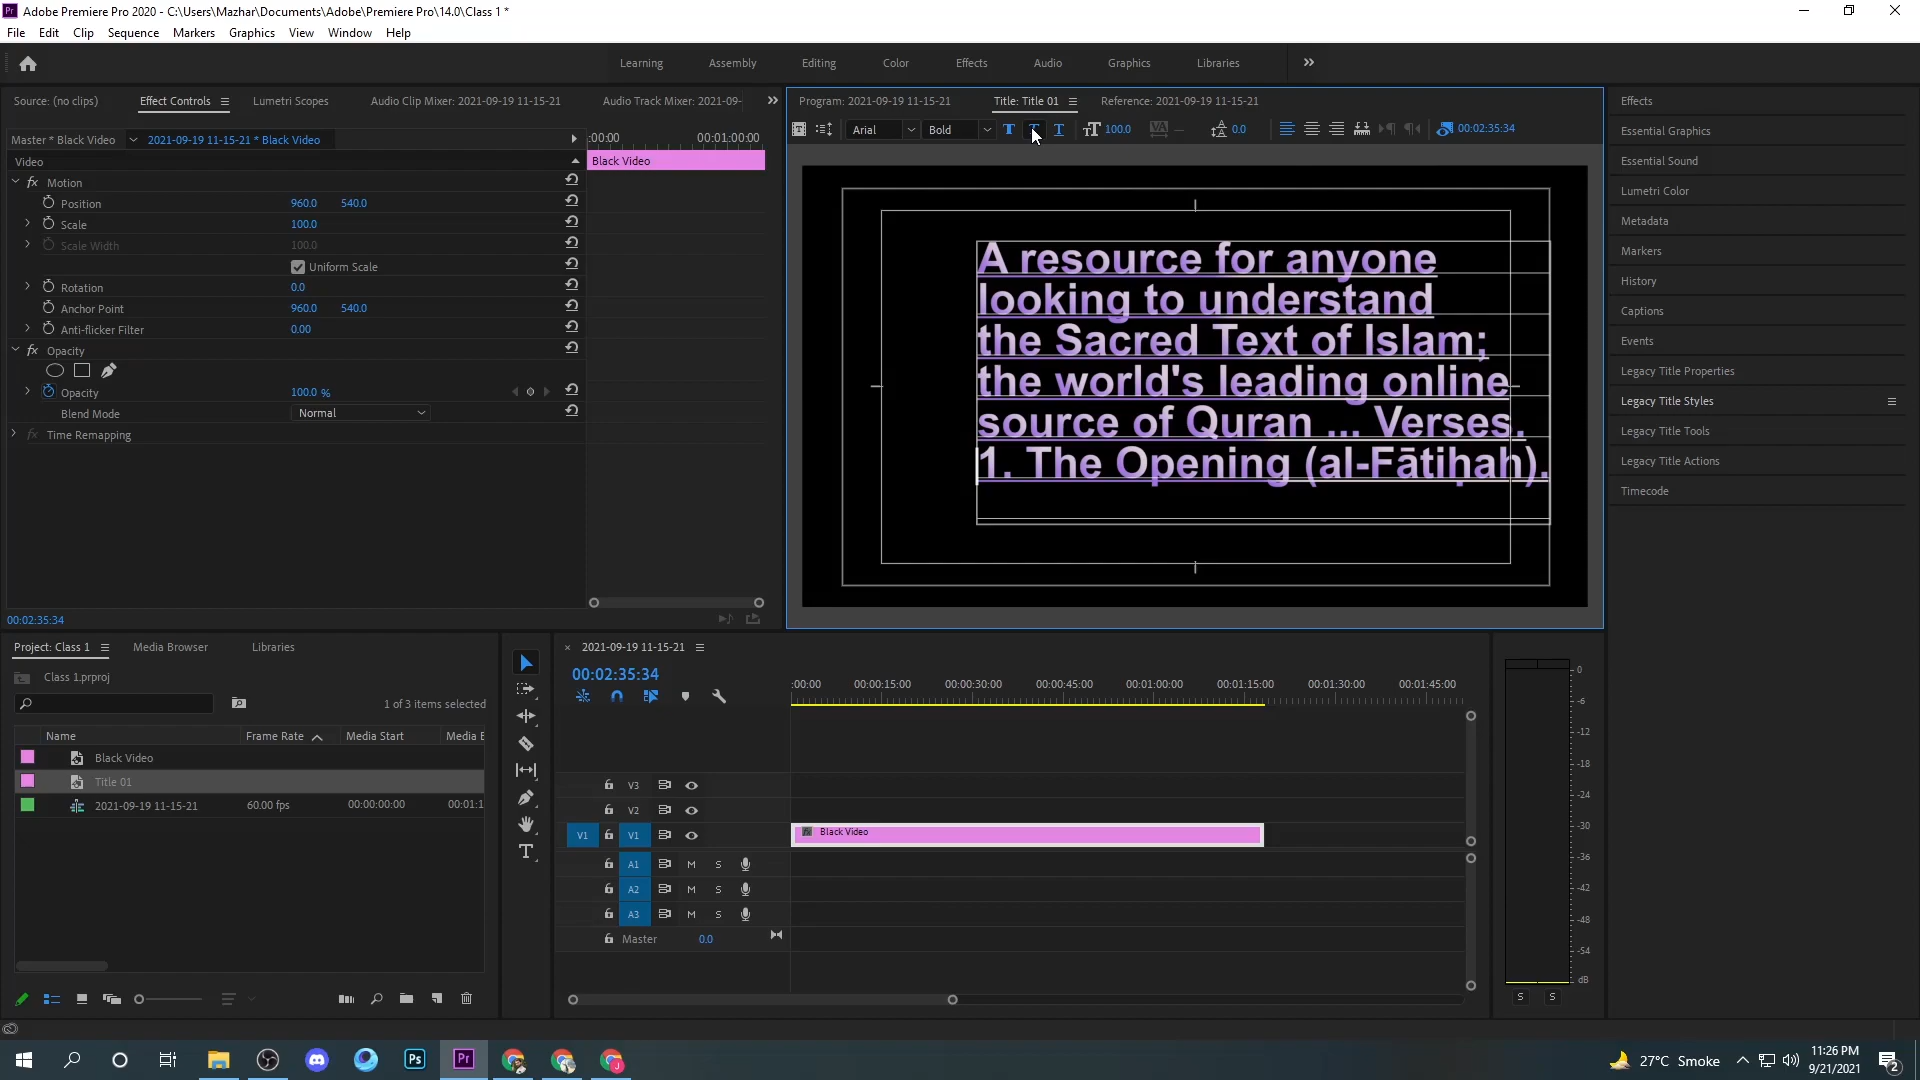 Adobe Premiere Pro 2020 - C:\Users\Mazhar\Documents\Adobe\Premiere Pro\14.0\Class 1 *
File Edit Clip Sequence Markers Graphics View Window Help
Learning Assembly Editing Color Effects Audio Graphics Libraries
Source: (no clips) Effect Controls Lumetri Scopes Audio Clip Mixer: 2021-09-19 11-15-21 Audio Track Mixer: 2021-09-
Master * Black Video 2021-09-19 11-15-21 * Black Video :00:00 00:01:00:00
Video Black Video
fx Motion
Position 960.0 540.0
Scale 100.0
Scale Width 100.0
Uniform Scale
Rotation 0.0
Anchor Point 960.0 540.0
Anti-flicker Filter 0.00
fx Opacity
Opacity 100.0 %
Blend Mode Normal
fx Time Remapping
00:02:35:34
Program: 2021-09-19 11-15-21 Title: Title 01 Reference: 2021-09-19 11-15-21
Arial Bold T T T 100.0 VA 0.0 00:02:35:34
A resource for anyone
looking to understand
the Sacred Text of Islam;
the world's leading online
source of Quran ... Verses.
1. The Opening (al-Fātiḥah).
Effects
Essential Graphics
Essential Sound
Lumetri Color
Metadata
Markers
History
Captions
Events
Legacy Title Properties
Legacy Title Styles
Legacy Title Tools
Legacy Title Actions
Timecode
Project: Class 1 Media Browser Libraries
Class 1.prproj
1 of 3 items selected
Name Frame Rate Media Start Media E
Black Video
Title 01
2021-09-19 11-15-21 60.00 fps 00:00:00:00 00:01:1
2021-09-19 11-15-21
00:02:35:34
:00:00 00:00:15:00 00:00:30:00 00:00:45:00 00:01:00:00 00:01:15:00 00:01:30:00 00:01:45:00
V3
V2
V1 V1 fx Black Video
A1 M S
A2 M S
A3 M S
Master 0.0
0
-6
-12
-18
-24
-30
-36
-42
-48
-54
dB
S S
Ps Pr
27°C Smoke
11:26 PM
9/21/2021
2